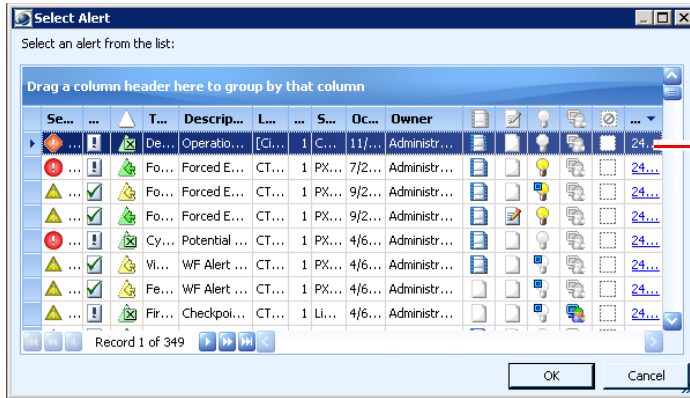 Select Alert
Select an alert from the list:
Drag a column header here to group by that column
Se... ... T... Descrip... L... ... S... Oc... Owner ...
... De... Operatio... [Ci... 1 C... 11/... Administr... 24...
... Fo... Forced E... CT... 1 PX... 7/2... Administr... 24...
... Fo... Forced E... CT... 1 PX... 9/2... Administr... 24...
... Fo... Forced E... CT... 1 PX... 9/2... Administr... 24...
... Cy... Potential ... CT... 1 PX... 4/6... Administr... 24...
... Vi... WF Alert ... CT... 1 PX... 4/6... Administr... 24...
... Fe... WF Alert ... CT... 1 PX... 4/6... Administr... 24...
... Fir... Checkpoi... CT... 1 Li... 4/6... Administr... 24...
Record 1 of 349
OK Cancel